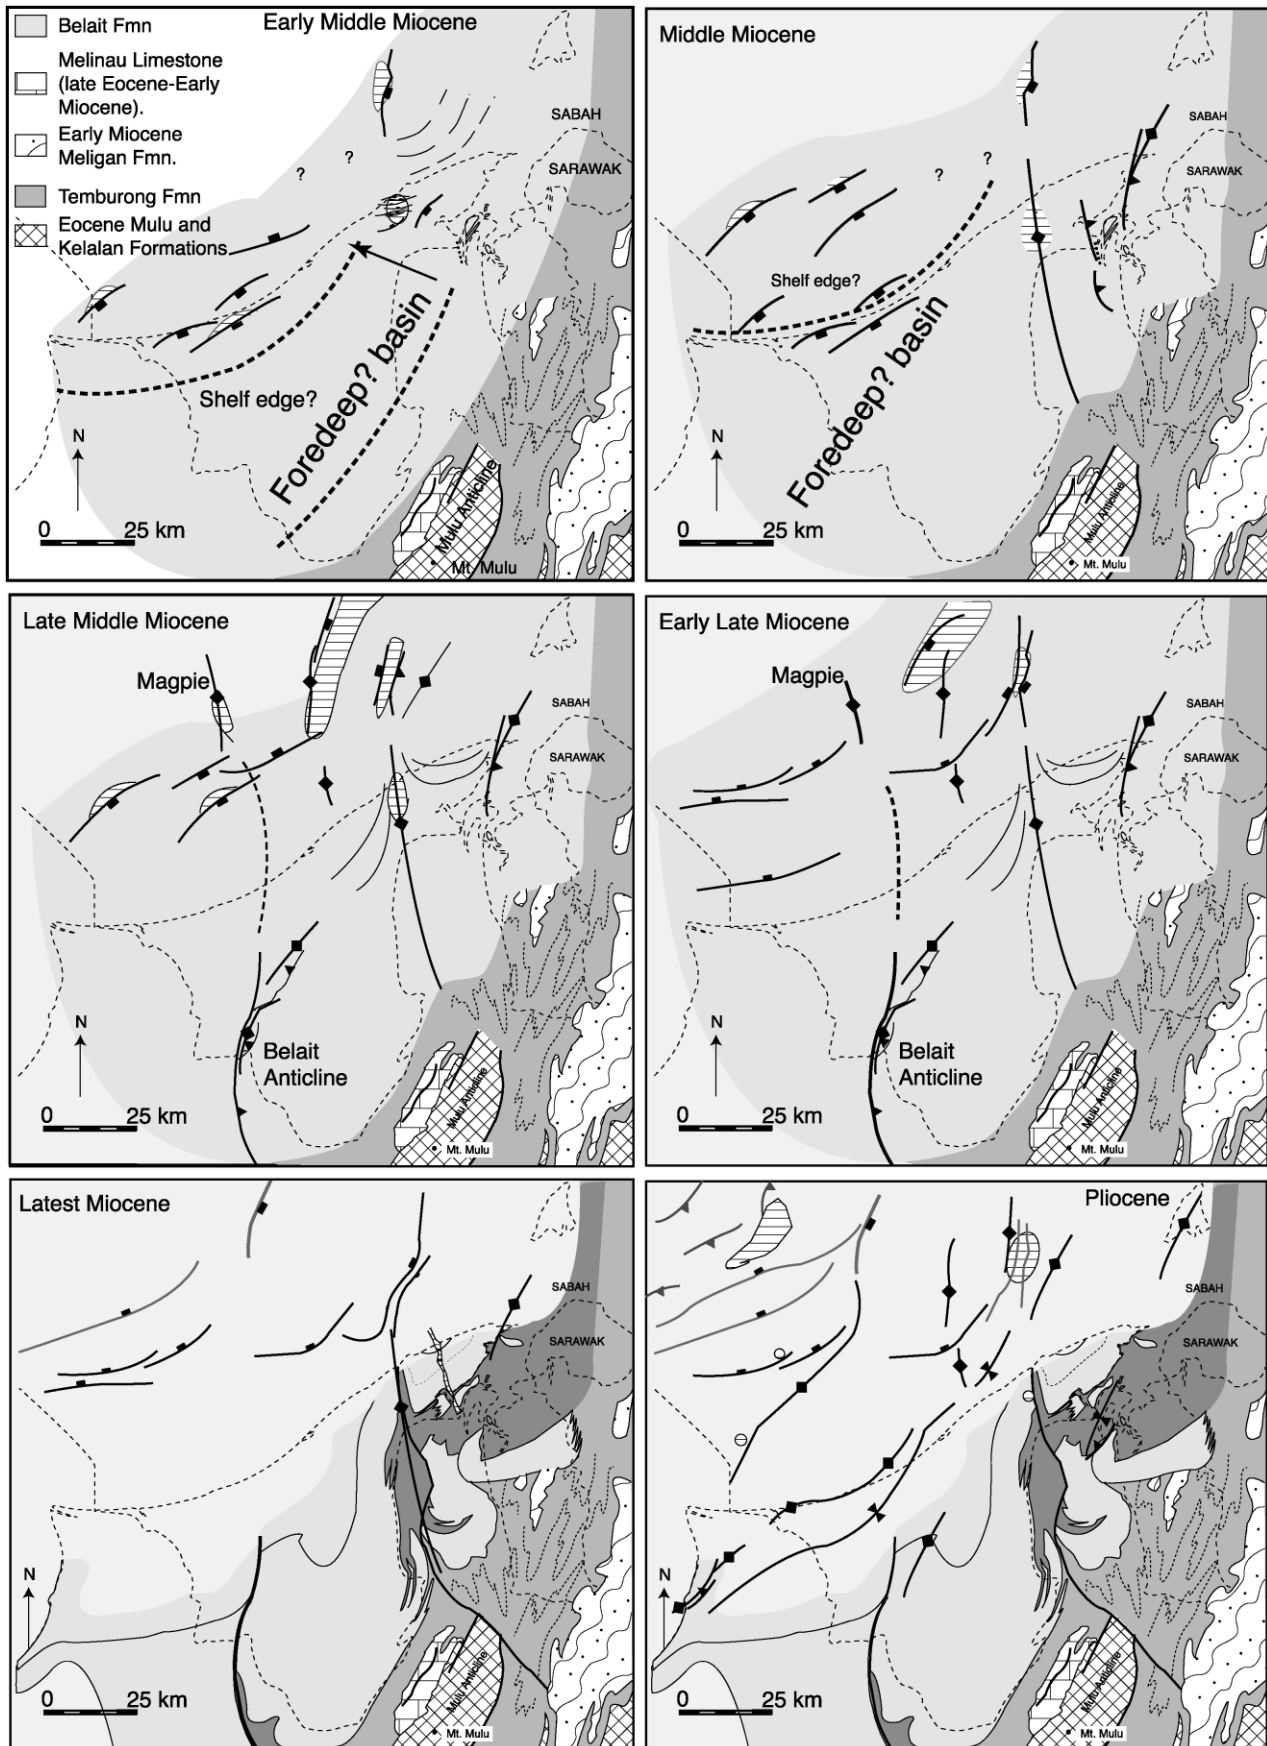 Early Middle Miocene
Belait Fmn
Melinau Limestone
(late Eocene-Early
Miocene).
Early Miocene
Meligan Fmn.
Temburong Fmn
Eocene Mulu and
Kelalan Formations
SABAH
SARAWAK
?
?
Shelf edge?
Foredeep? basin
N
0 25 km
Mulu Anticline
Mt. Mulu
Middle Miocene
SABAH
SARAWAK
?
?
Shelf edge?
Foredeep? basin
N
0 25 km
Mulu Anticline
Mt. Mulu
Late Middle Miocene
Magpie
SABAH
SARAWAK
Belait
Anticline
N
0 25 km
Mulu Anticline
Mt. Mulu
Early Late Miocene
Magpie
SABAH
SARAWAK
Belait
Anticline
N
0 25 km
Mulu Anticline
Mt. Mulu
Latest Miocene
SABAH
SARAWAK
N
0 25 km
Mulu Anticline
Mt. Mulu
Pliocene
SABAH
SARAWAK
N
0 25 km
Mulu Anticline
Mt. Mulu